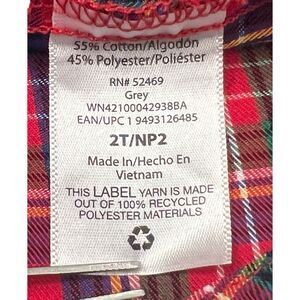 55% Cotton/Algodón
45% Polyester/Poliéster
RN# 52469
Grey
WN42100042938BA
EAN/UPC 1 9493126485
2T/NP2
Made In/Hecho En
Vietnam
THIS LABEL YARN IS MADE
OUT OF 100% RECYCLED
POLYESTER MATERIALS